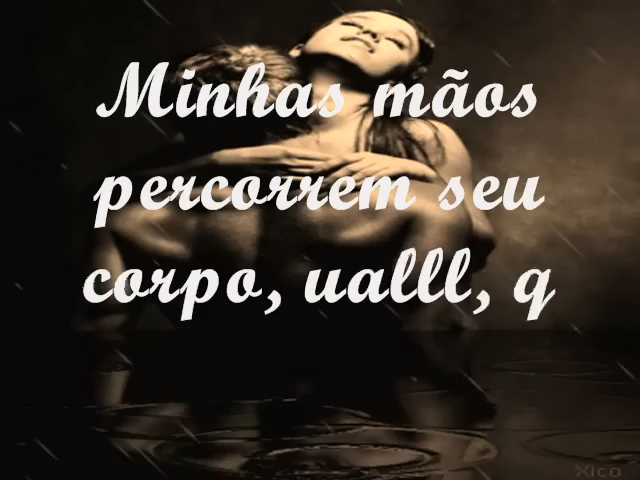 Minhas mãos
percorrem seu
corpo, ualll, q
Xico